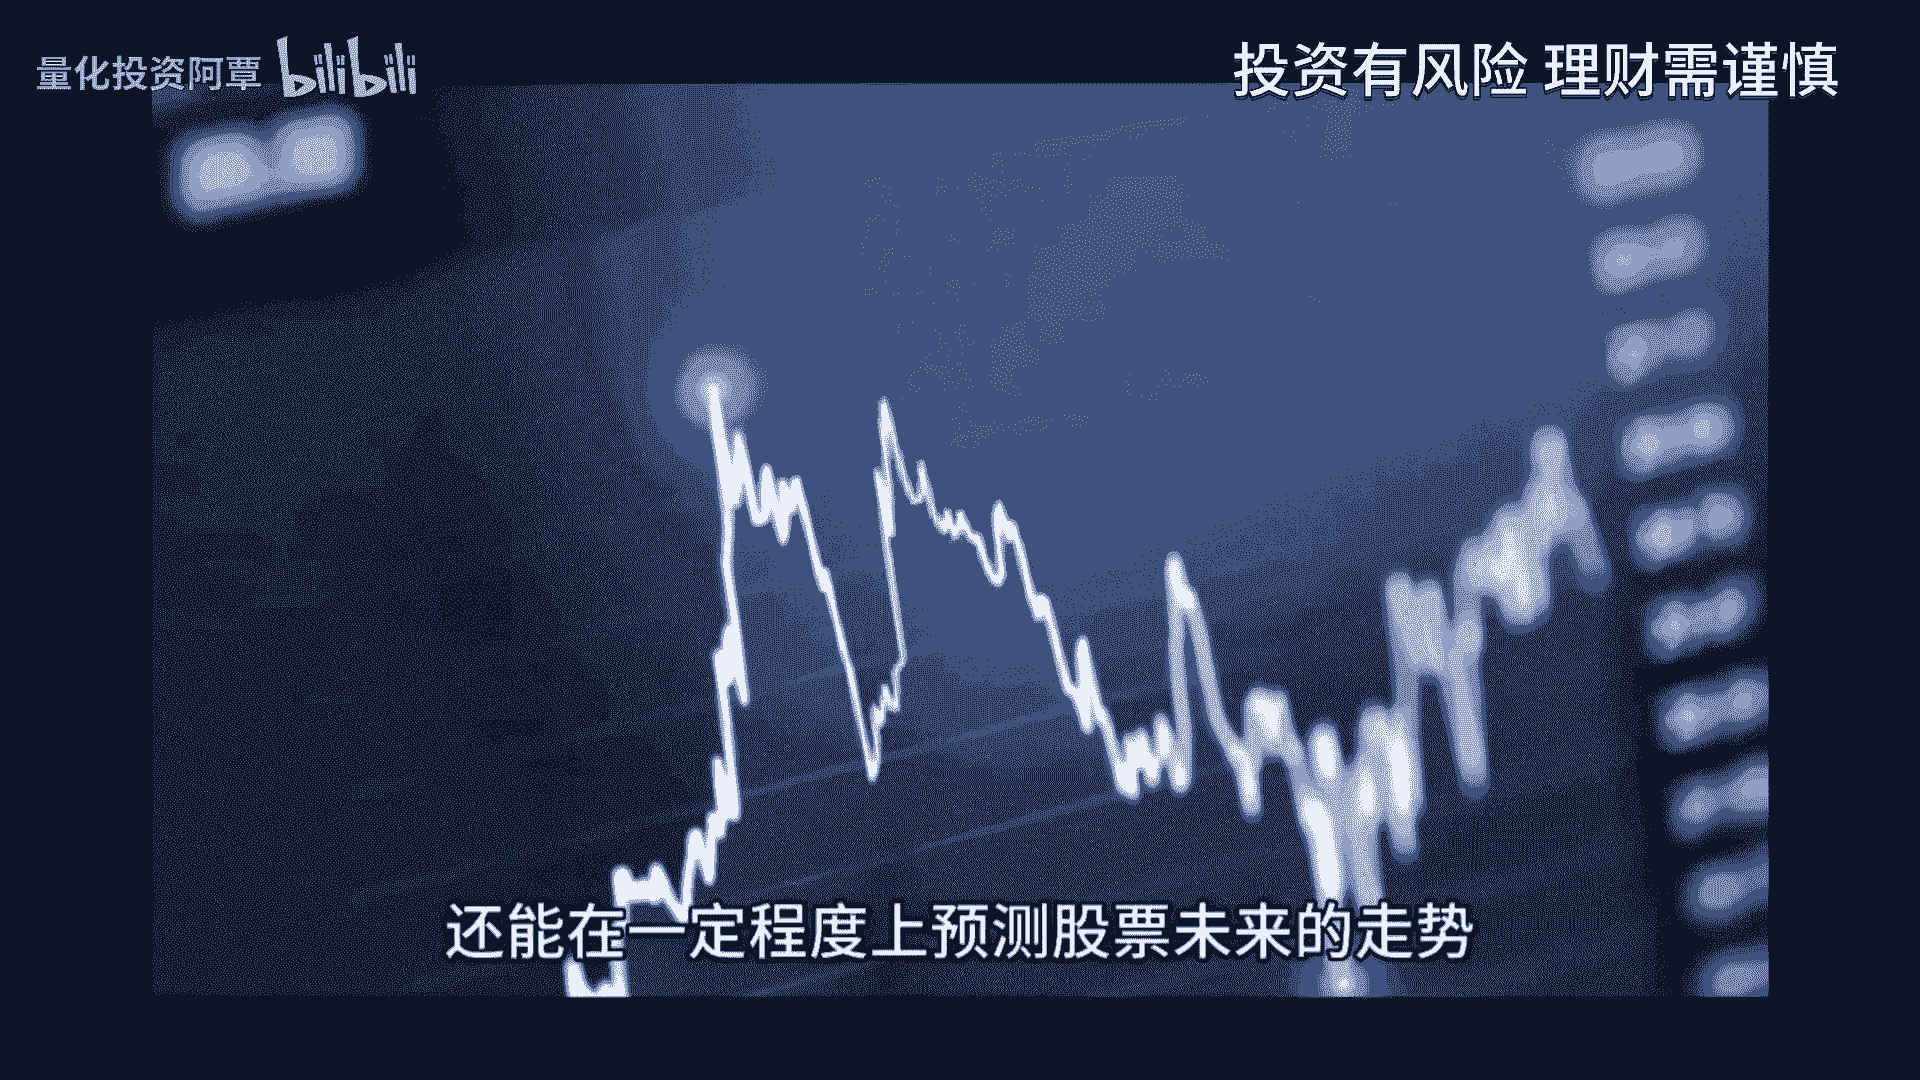 量化投资阿覃 bilibili
投资有风险 理财需谨慎
还能在一定程度上预测股票未来的走势